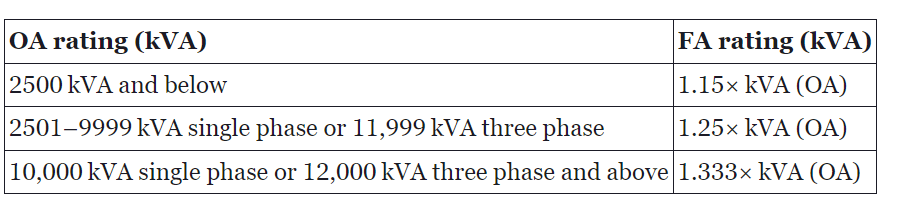 OA rating (kVA) FA rating (kVA)
2500 kVA and below 1.15× kVA (OA)
2501–9999 kVA single phase or 11,999 kVA three phase 1.25× kVA (OA)
10,000 kVA single phase or 12,000 kVA three phase and above 1.333× kVA (OA)